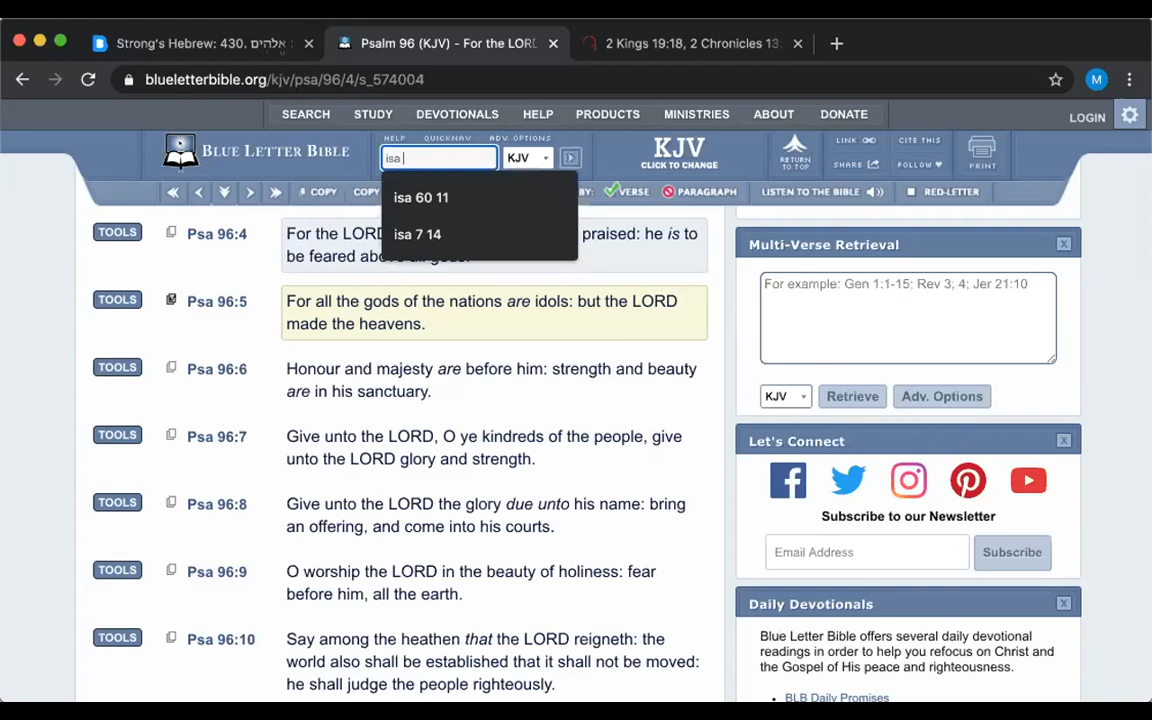 Strong's Hebrew: 430. אֱלֹהִים
Psalm 96 (KJV) - For the LORD
2 Kings 19:18, 2 Chronicles 13
blueletterbible.org/kjv/psa/96/4/s_574004
M
SEARCH STUDY DEVOTIONALS HELP PRODUCTS MINISTRIES ABOUT DONATE
LOGIN
BLUE LETTER BIBLE
HELP QUICKNAV ADV. OPTIONS
isa
KJV
KJV
CLICK TO CHANGE
RETURN
TO TOP
LINK
CITE THIS
SHARE
FOLLOW
PRINT
isa 60 11
isa 7 14
COPY COPY BY: VERSE PARAGRAPH LISTEN TO THE BIBLE RED-LETTER
TOOLS Psa 96:4 For the LORD praised: he is to
be feared above all gods.
TOOLS Psa 96:5 For all the gods of the nations are idols: but the LORD
made the heavens.
TOOLS Psa 96:6 Honour and majesty are before him: strength and beauty
are in his sanctuary.
TOOLS Psa 96:7 Give unto the LORD, O ye kindreds of the people, give
unto the LORD glory and strength.
TOOLS Psa 96:8 Give unto the LORD the glory due unto his name: bring
an offering, and come into his courts.
TOOLS Psa 96:9 O worship the LORD in the beauty of holiness: fear
before him, all the earth.
TOOLS Psa 96:10 Say among the heathen that the LORD reigneth: the
world also shall be established that it shall not be moved:
he shall judge the people righteously.
Multi-Verse Retrieval X
For example: Gen 1:1-15; Rev 3; 4; Jer 21:10
KJV Retrieve Adv. Options
Let's Connect X
Subscribe to our Newsletter
Email Address Subscribe
Daily Devotionals X
Blue Letter Bible offers several daily devotional
readings in order to help you refocus on Christ and
the Gospel of His peace and righteousness.
BLB Daily Promises